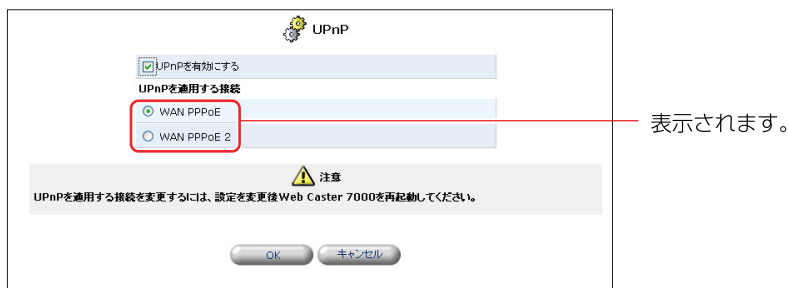 UPnP
UPnPを有効にする
UPnPを適用する接続
WAN PPPoE
WAN PPPoE 2
表示されます。
注意
UPnPを適用する接続を変更するには、設定を変更後Web Caster 7000を再起動してください。
OK
キャンセル